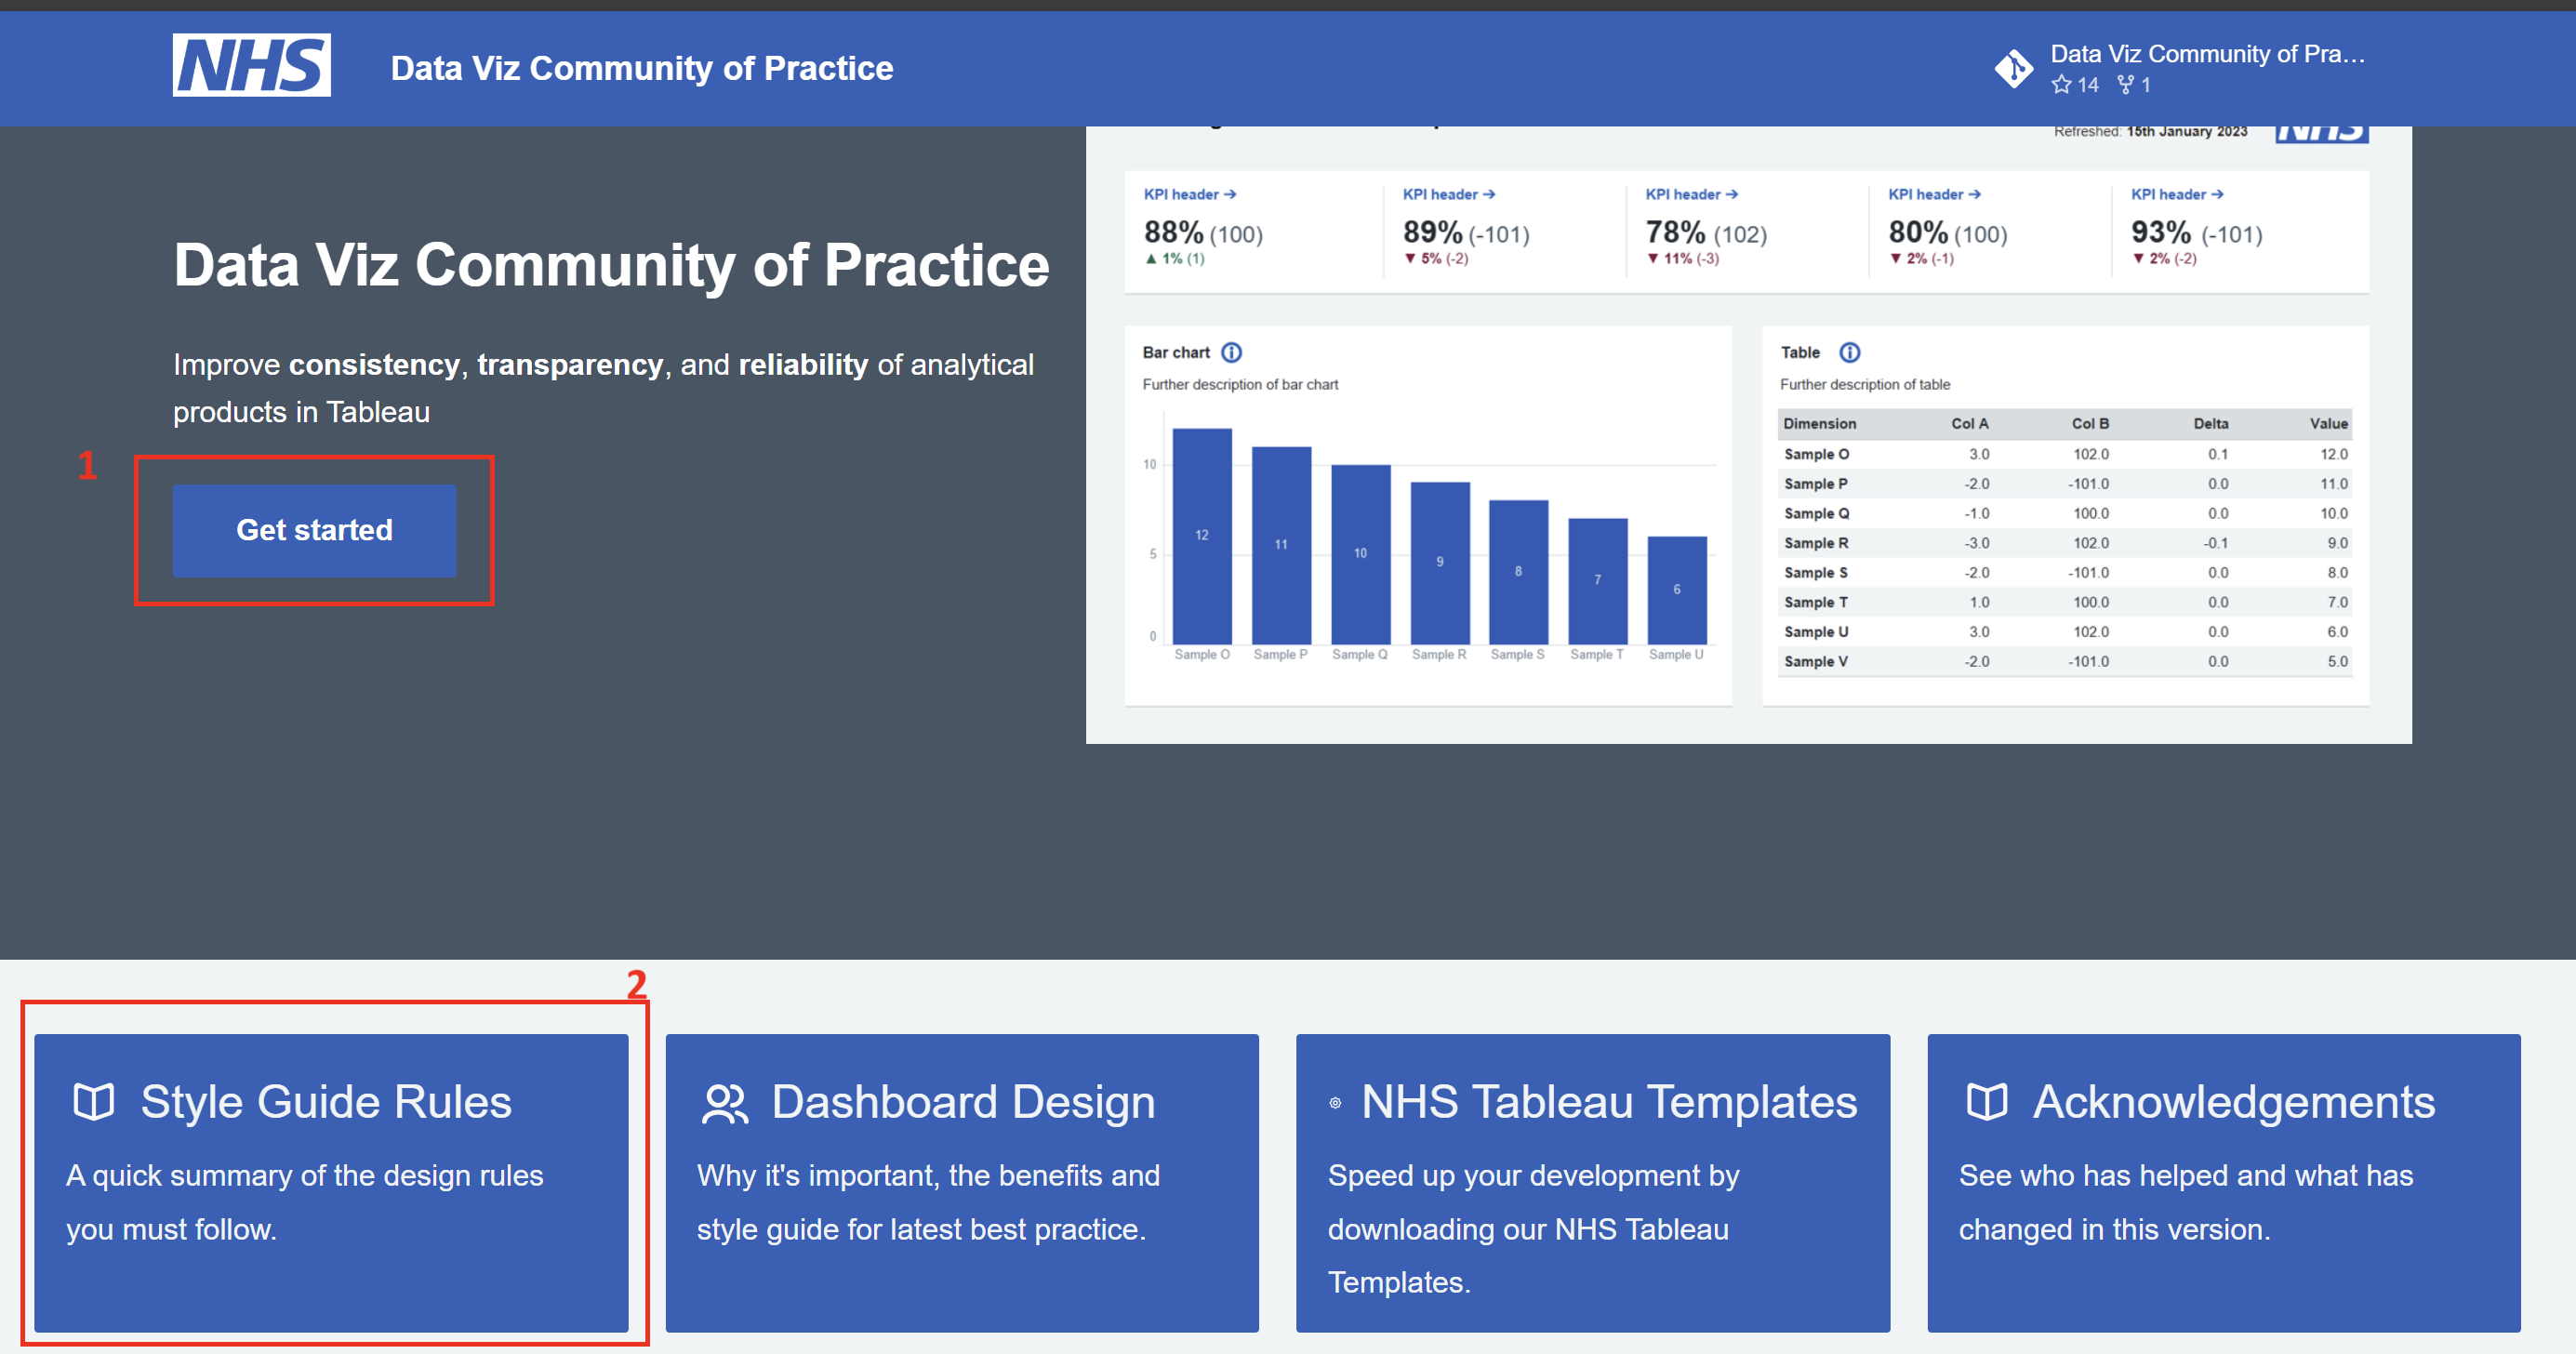 NHS
Data Viz Community of Practice
Data Viz Community of Pra...
14 1
Refreshed: 15th January 2023
NHS
KPI header →
88% (100)
▲ 1% (1)
KPI header →
89% (-101)
▼ 5% (-2)
KPI header →
78% (102)
▼ 11% (-3)
KPI header →
80% (100)
▼ 2% (-1)
KPI header →
93% (-101)
▼ 2% (-2)
Data Viz Community of Practice
Improve consistency, transparency, and reliability of analytical
products in Tableau
1
Get started
Bar chart
Further description of bar chart
10
5
0
12
11
10
9
8
7
6
Sample O Sample P Sample Q Sample R Sample S Sample T Sample U
Table
Further description of table
Dimension Col A Col B Delta Value
Sample O 3.0 102.0 0.1 12.0
Sample P -2.0 -101.0 0.0 11.0
Sample Q -1.0 100.0 0.0 10.0
Sample R -3.0 102.0 -0.1 9.0
Sample S -2.0 -101.0 0.0 8.0
Sample T 1.0 100.0 0.0 7.0
Sample U 3.0 102.0 0.0 6.0
Sample V -2.0 -101.0 0.0 5.0
2
Style Guide Rules
A quick summary of the design rules
you must follow.
Dashboard Design
Why it's important, the benefits and
style guide for latest best practice.
NHS Tableau Templates
Speed up your development by
downloading our NHS Tableau
Templates.
Acknowledgements
See who has helped and what has
changed in this version.